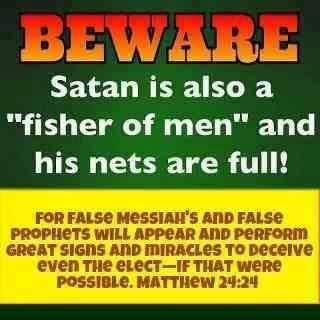 BEWARE
Satan is also a
"fisher of men" and
his nets are full!
FOR FALSE MESSIAH'S AND FALSE
PROPHETS WILL APPEAR AND PERFORM
GREAT SIGNS AND MIRACLES TO DECEIVE
EVEN THE ELECT—IF THAT WERE
POSSIBLE. MATTHEW 24:24